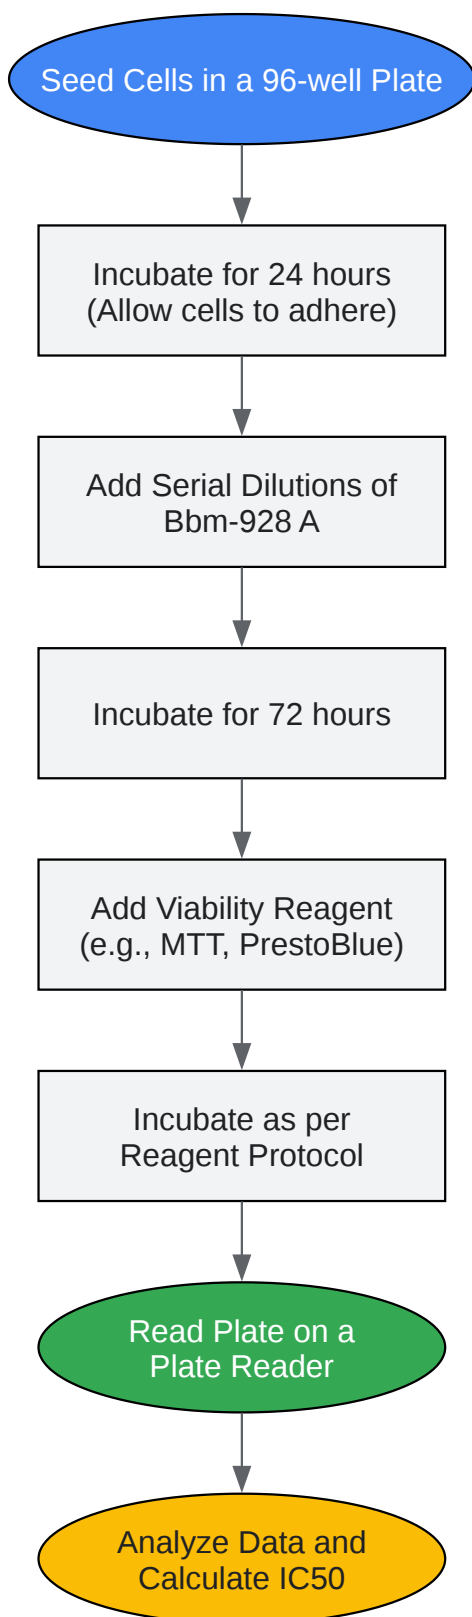 Seed Cells in a 96-well Plate
Incubate for 24 hours
(Allow cells to adhere)
Add Serial Dilutions of
Bbm-928 A
Incubate for 72 hours
Add Viability Reagent
(e.g., MTT, PrestoBlue)
Incubate as per
Reagent Protocol
Read Plate on a
Plate Reader
Analyze Data and
Calculate IC50